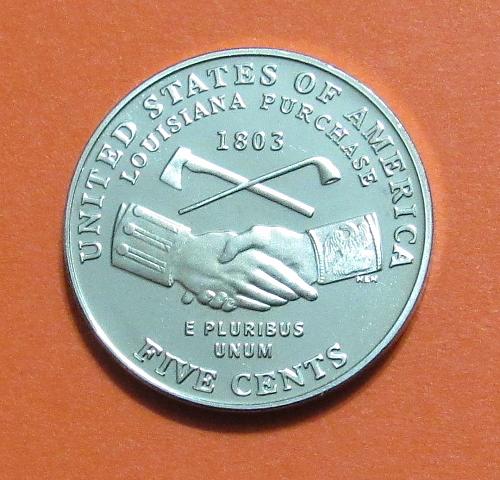 UNITED STATES OF AMERICA
LOUISIANA PURCHASE
1803
E PLURIBUS
UNUM
FIVE CENTS